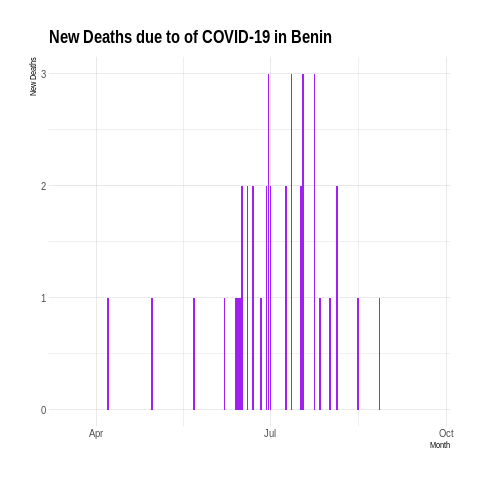 New Deaths due to of COVID-19 in Benin
New Deaths
3
2
1
0
Apr
Jul
Oct
Month